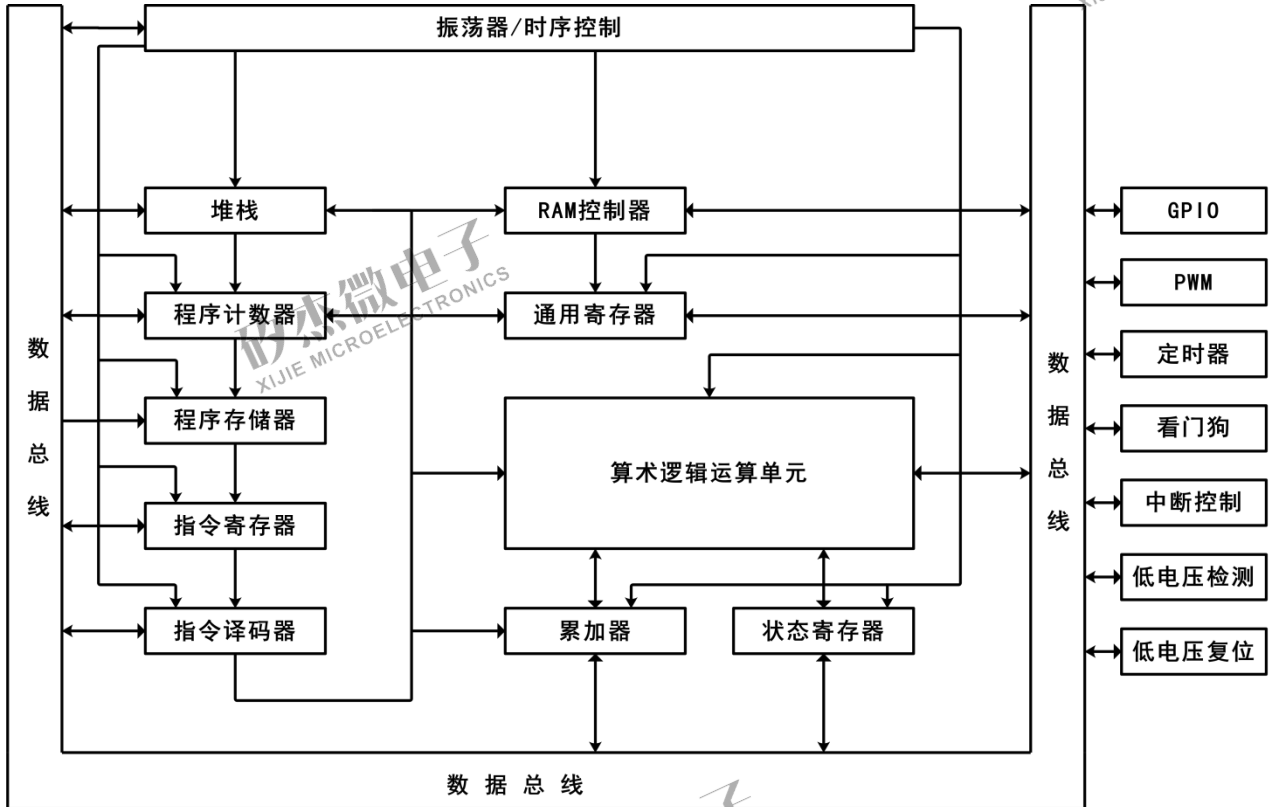 振荡器/时序控制
堆栈
RAM控制器
GPIO
PWM
程序计数器
通用寄存器
定时器
程序存储器
看门狗
算术逻辑运算单元
指令寄存器
中断控制
低电压检测
指令译码器
累加器
状态寄存器
低电压复位
数据总线
数据总线
数据总线
矽杰微电子
XIJIE MICROELECTRONICS